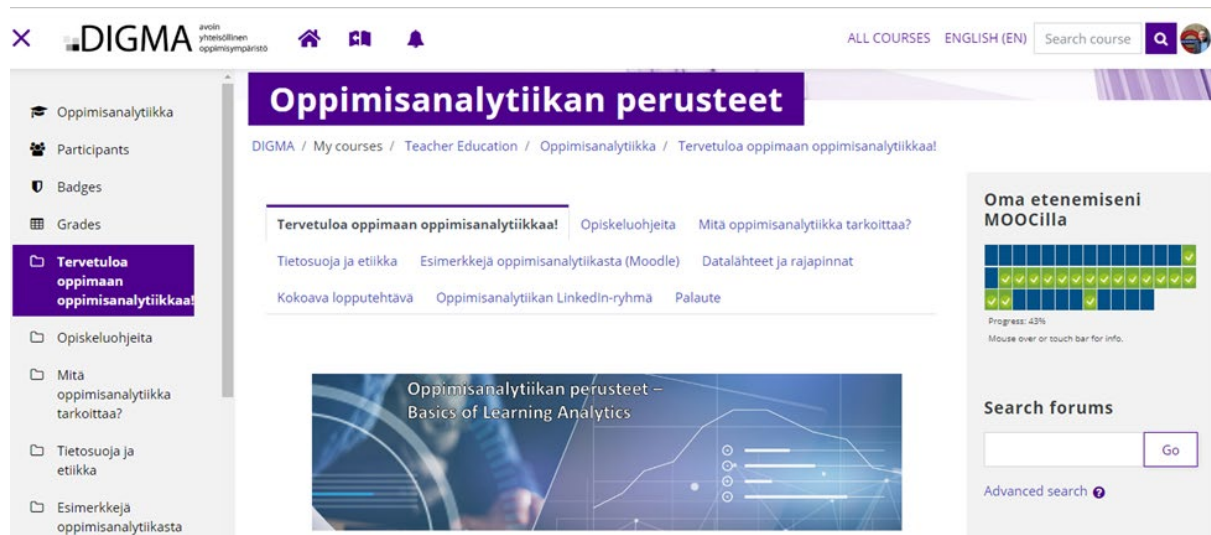 DIGMA
avoin
yhteisöllinen
oppimisympäristö
ALL COURSES
ENGLISH (EN)
Search course
Oppimisanalytiikka
Participants
Badges
Grades
Tervetuloa
oppimaan
oppimisanalytiikkaa!
Opiskeluohjeita
Mitä
oppimisanalytiikka
tarkoittaa?
Tietosuoja ja
etiikka
Esimerkkejä
oppimisanalytiikasta
Oppimisanalytiikan perusteet
DIGMA / My courses / Teacher Education / Oppimisanalytiikka / Tervetuloa oppimaan oppimisanalytiikkaa!
Tervetuloa oppimaan oppimisanalytiikkaa! Opiskeluohjeita Mitä oppimisanalytiikka tarkoittaa?
Tietosuoja ja etiikka Esimerkkejä oppimisanalytiikasta (Moodle) Datalähteet ja rajapinnat
Kokoava lopputehtävä Oppimisanalytiikan LinkedIn-ryhmä Palaute
Oppimisanalytiikan perusteet –
Basics of Learning Analytics
Oma etenemiseni
MOOCilla
Progress: 43%
Mouse over or touch bar for info.
Search forums
Go
Advanced search